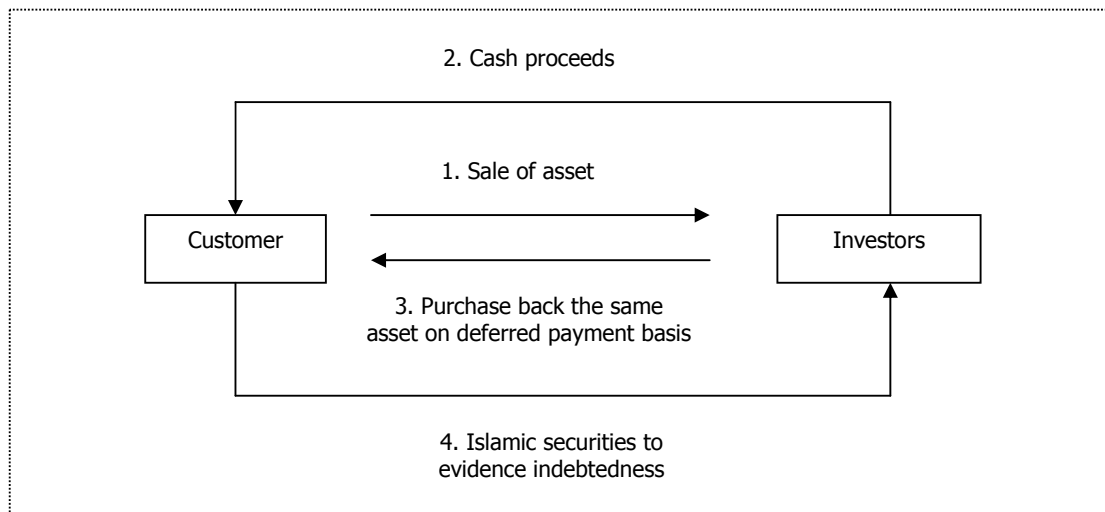 2. Cash proceeds
1. Sale of asset
Customer
Investors
3. Purchase back the same
asset on deferred payment basis
4. Islamic securities to
evidence indebtedness